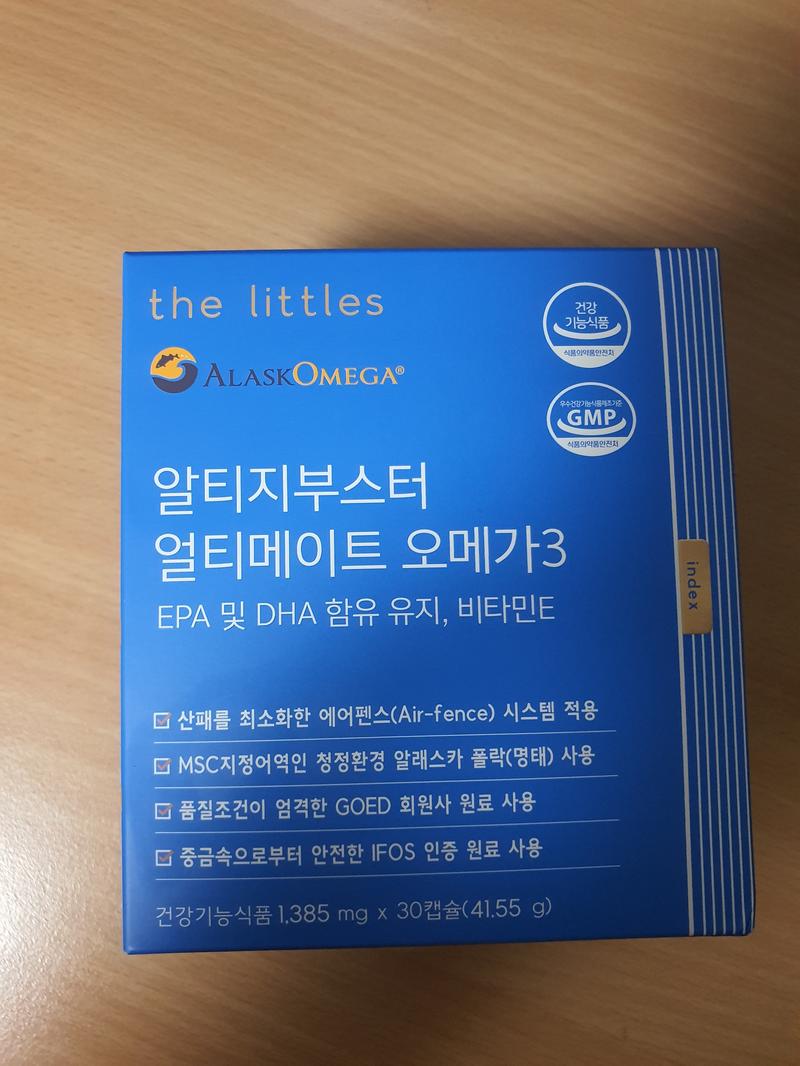 the littles
ALASKOMEGA®
건강
기능식품
식품의약품안전처
우수건강기능식품제조기준
GMP
식품의약품안전처
알티지부스터
얼티메이트 오메가3
EPA 및 DHA 함유 유지, 비타민E
index
산패를 최소화한 에어펜스(Air-fence) 시스템 적용
MSC지정어역인 청정환경 알래스카 폴락(명태) 사용
품질조건이 엄격한 GOED 회원사 원료 사용
중금속으로부터 안전한 IFOS 인증 원료 사용
건강기능식품 1,385 mg x 30캡슐(41.55 g)